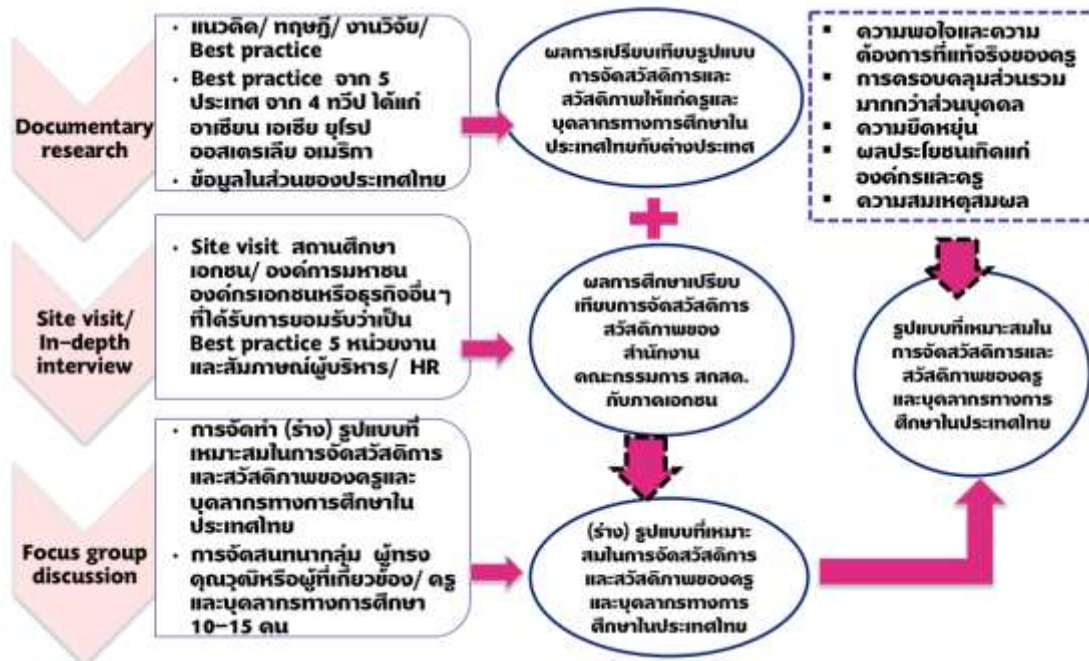 Documentary
research
• แนวคิด/ ทฤษฎี/ งานวิจัย/
Best practice
• Best practice จาก 5
ประเทศ จาก 4 ทวีป ได้แก่
อาเซียน เอเชีย ยุโรป
ออสเตรเลีย อเมริกา
• ข้อมูลในส่วนของประเทศไทย
ผลการเปรียบเทียบรูปแบบ
การจัดสวัสดิการและ
สวัสดิภาพให้แก่ครูและ
บุคลากรทางการศึกษาใน
ประเทศไทยกับต่างประเทศ
▪ ความพอใจและความ
ต้องการที่แท้จริงของครู
▪ การครอบคลุมส่วนรวม
มากกว่าส่วนบุคคล
▪ ความยืดหยุ่น
▪ ผลประโยชน์เกิดแก่
องค์กรและครู
▪ ความสมเหตุสมผล
Site visit/
In-depth
interview
• Site visit สถานศึกษา
เอกชน/ องค์การมหาชน
องค์กรเอกชนหรือธุรกิจอื่นๆ
ที่ได้รับการยอมรับว่าเป็น
Best practice 5 หน่วยงาน
และสัมภาษณ์ผู้บริหาร/ HR
ผลการศึกษาเปรียบ
เทียบการจัดสวัสดิการ
สวัสดิภาพของ
สำนักงาน
คณะกรรมการ สกสค.
กับภาคเอกชน
รูปแบบที่เหมาะสมใน
การจัดสวัสดิการและ
สวัสดิภาพของครู
และบุคลากรทางการ
ศึกษาในประเทศไทย
Focus group
discussion
• การจัดทำ (ร่าง) รูปแบบที่
เหมาะสมในการจัดสวัสดิการ
และสวัสดิภาพของครูและ
บุคลากรทางการศึกษาใน
ประเทศไทย
• การจัดสนทนากลุ่ม ผู้ทรง
คุณวุฒิหรือผู้ที่เกี่ยวข้อง/ ครู
และบุคลากรทางการศึกษา
10-15 คน
(ร่าง) รูปแบบที่เหมาะ
สมในการจัดสวัสดิการ
และสวัสดิภาพของครู
และบุคลากรทางการ
ศึกษาในประเทศไทย